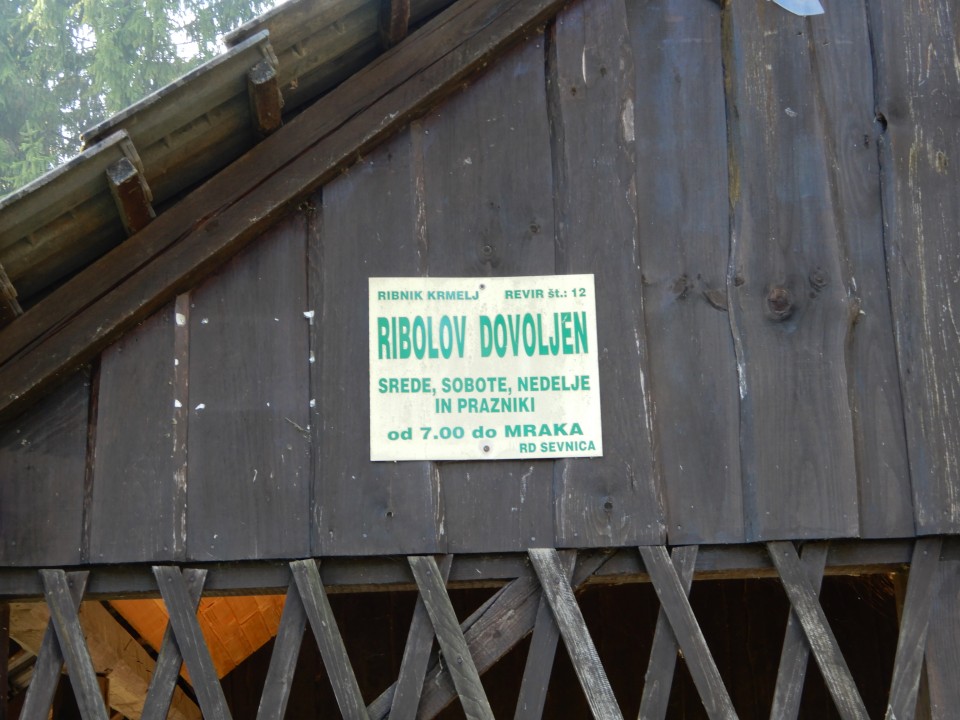 RIBNIK KRMELJ REVIR št.: 12
RIBOLOV DOVOLJEN
SREDE, SOBOTE, NEDELJE
IN PRAZNIKI
od 7.00 do MRAKA
RD SEVNICA